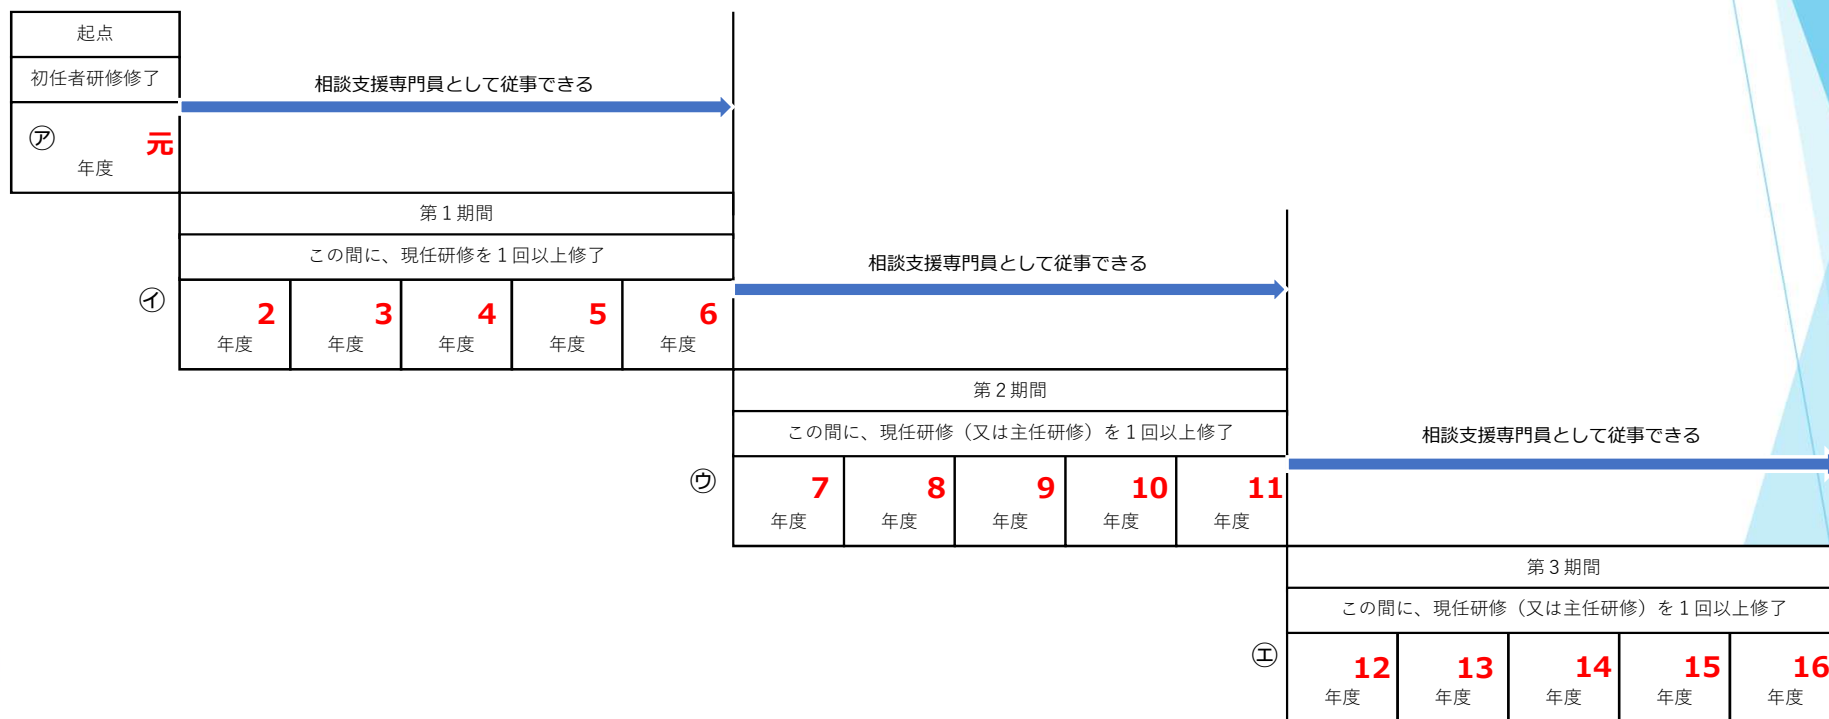 起点
初任者研修修了
相談支援専門員として従事できる
㋐ 元
年度
第１期間
この間に、現任研修を１回以上修了
相談支援専門員として従事できる
㋑ 2 3 4 5 6
年度 年度 年度 年度 年度
第２期間
この間に、現任研修（又は主任研修）を１回以上修了
相談支援専門員として従事できる
㋒ 7 8 9 10 11
年度 年度 年度 年度 年度
第３期間
この間に、現任研修（又は主任研修）を１回以上修了
㋓ 12 13 14 15 16
年度 年度 年度 年度 年度